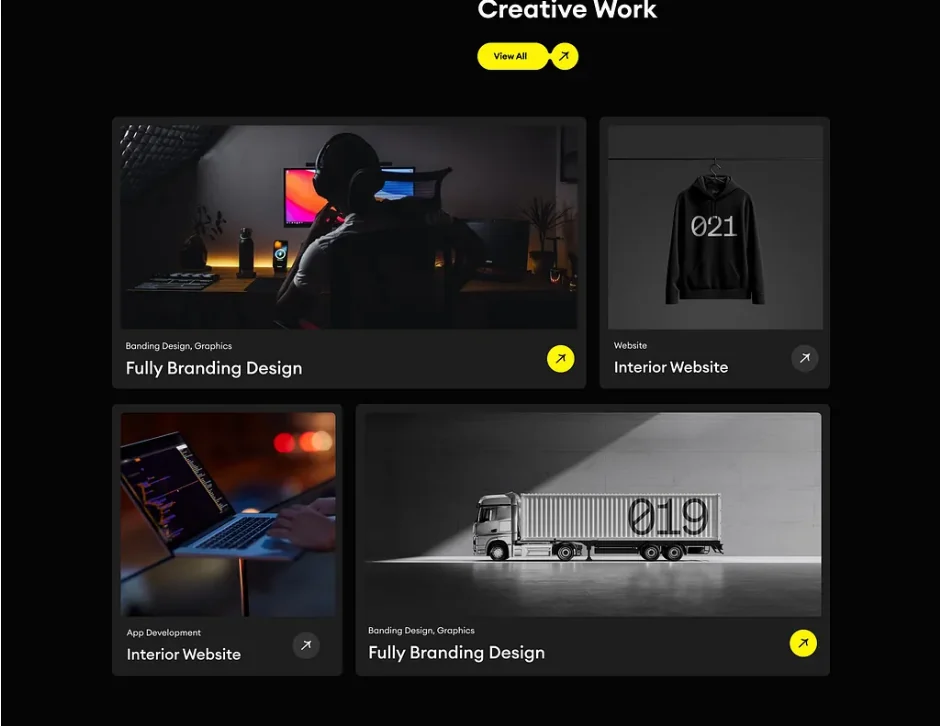 Creative Work
View All
021
Banding Design, Graphics
Fully Branding Design
Website
Interior Website
019
App Development
Interior Website
Banding Design, Graphics
Fully Branding Design